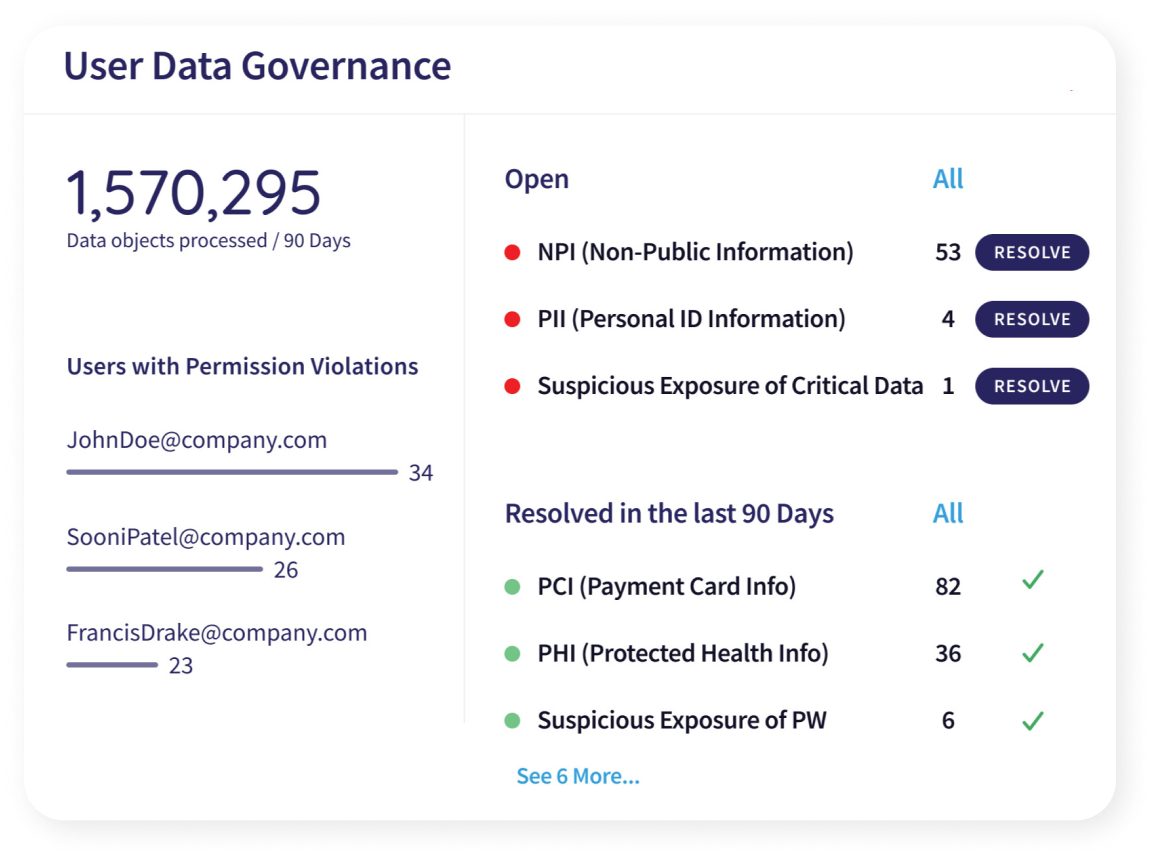 User Data Governance
1,570,295
Data objects processed / 90 Days
Users with Permission Violations
JohnDoe@company.com
34
SooniPatel@company.com
26
FrancisDrake@company.com
23
Open All
NPI (Non-Public Information) 53 RESOLVE
PII (Personal ID Information) 4 RESOLVE
Suspicious Exposure of Critical Data 1 RESOLVE
Resolved in the last 90 Days All
PCI (Payment Card Info) 82
PHI (Protected Health Info) 36
Suspicious Exposure of PW 6
See 6 More...